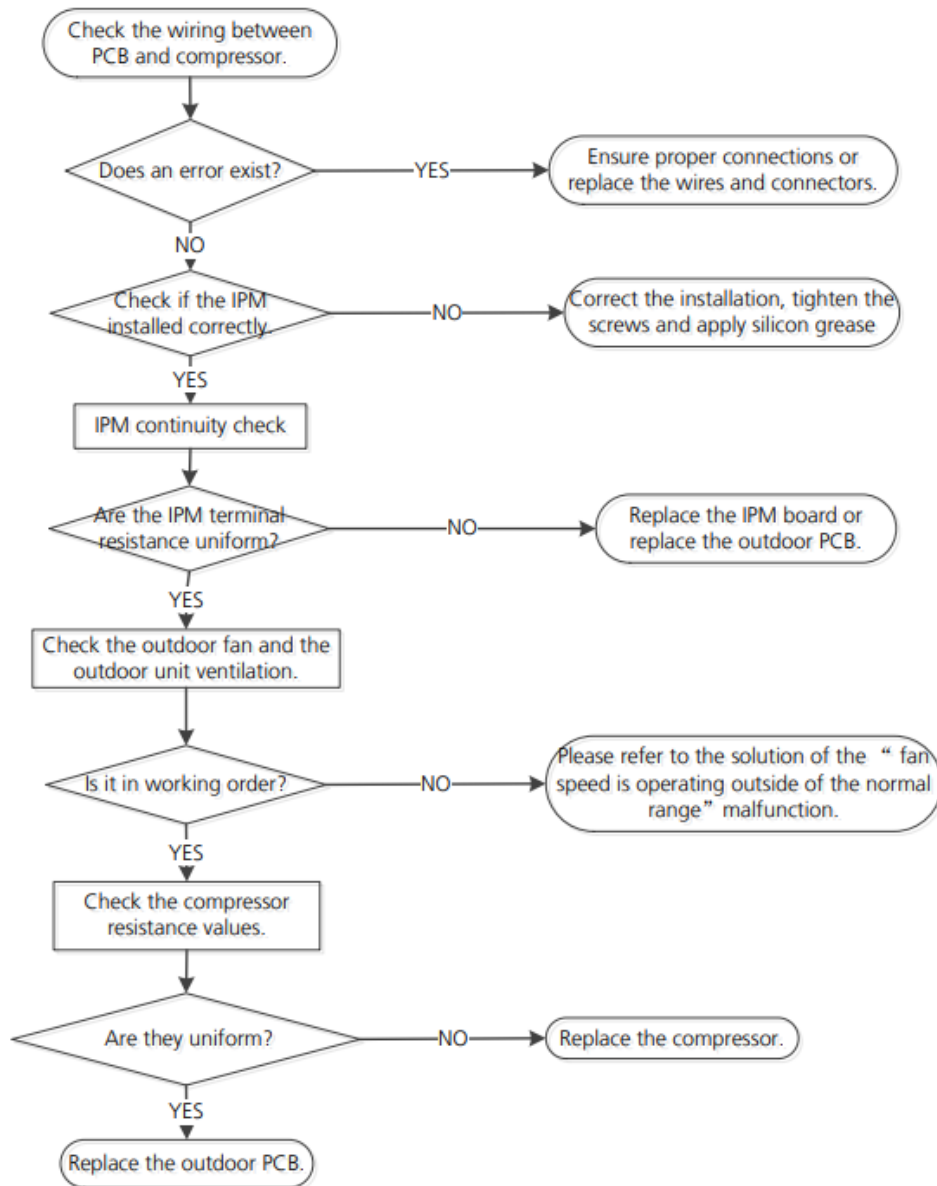 Check the wiring between
PCB and compressor.
Does an error exist?
YES
Ensure proper connections or
replace the wires and connectors.
NO
Check if the IPM
installed correctly.
NO
Correct the installation, tighten the
screws and apply silicon grease
YES
IPM continuity check
Are the IPM terminal
resistance uniform?
NO
Replace the IPM board or
replace the outdoor PCB.
YES
Check the outdoor fan and the
outdoor unit ventilation.
Is it in working order?
NO
Please refer to the solution of the “ fan
speed is operating outside of the normal
range” malfunction.
YES
Check the compressor
resistance values.
Are they uniform?
NO
Replace the compressor.
YES
Replace the outdoor PCB.